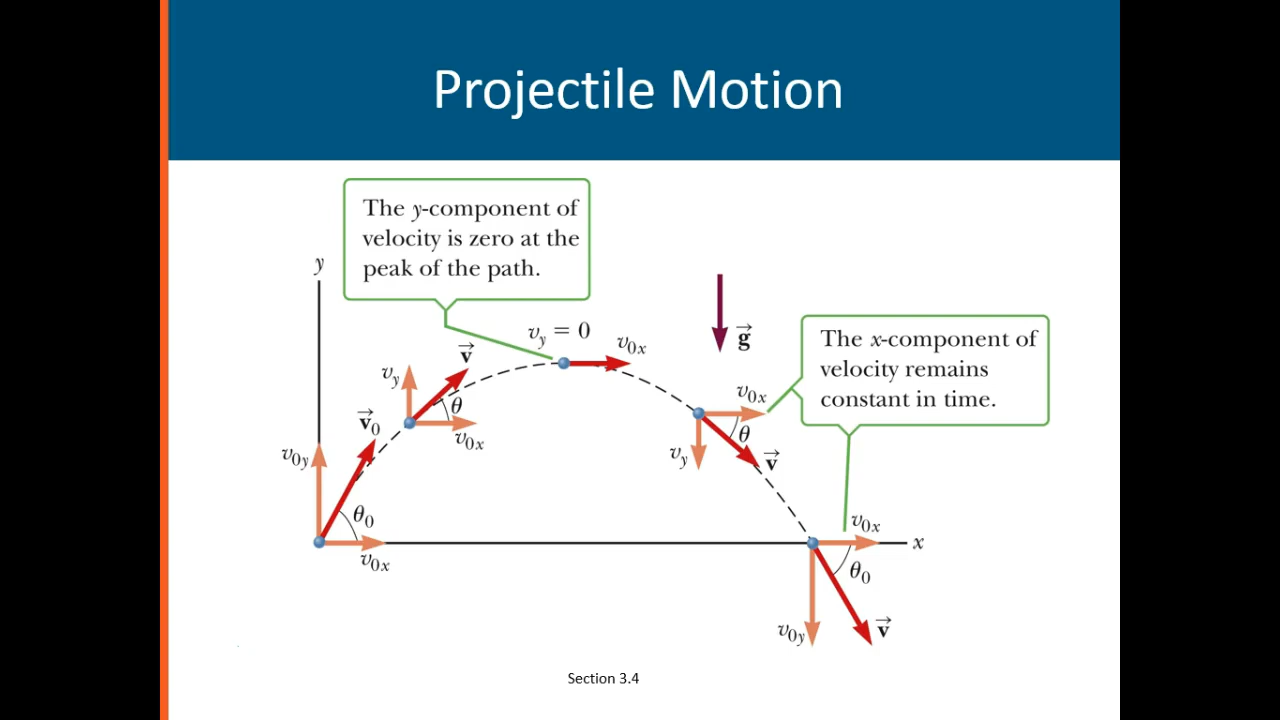 Projectile Motion
The y-component of
velocity is zero at the
peak of the path.
y
v_y = 0
v_0x
g⃗
The x-component of
velocity remains
constant in time.
v_y
v⃗
θ
v_0x
v⃗_0
v_0y
θ_0
v_0x
v_0x
θ
v_y
v⃗
v_0x
x
θ_0
v_0y
v⃗
Section 3.4